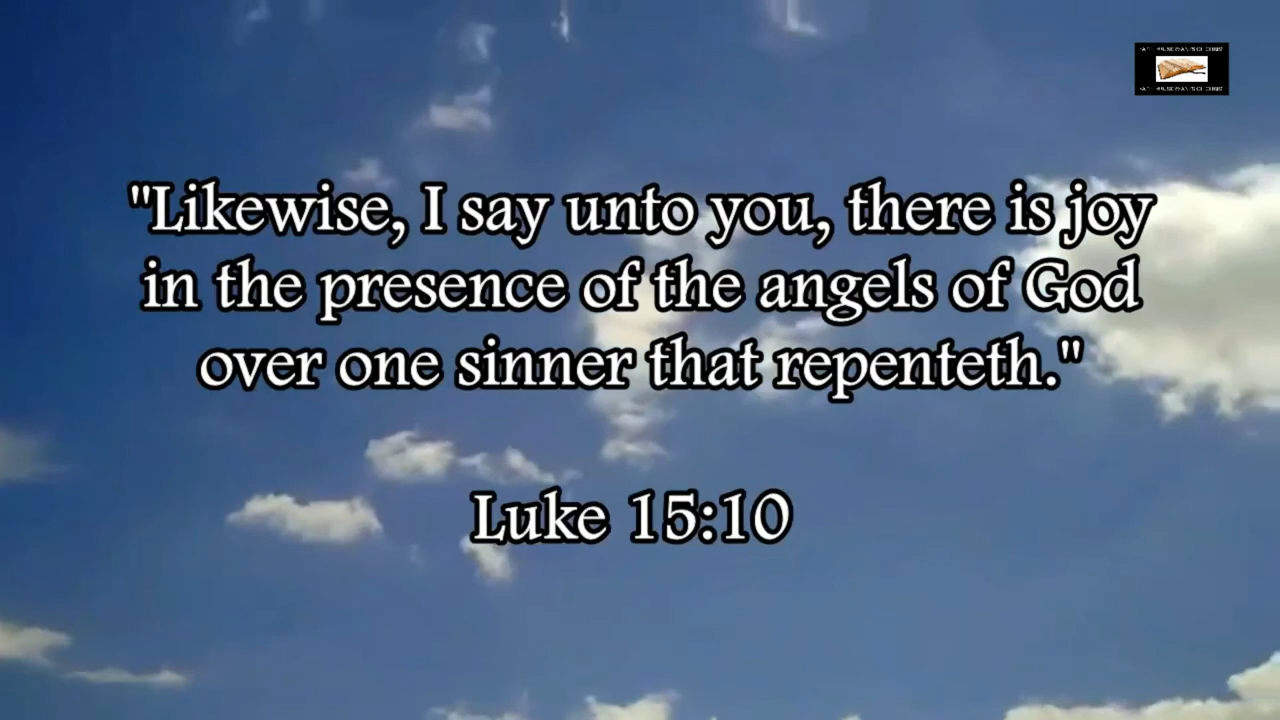 "Likewise, I say unto you, there is joy
in the presence of the angels of God
over one sinner that repenteth."
Luke 15:10